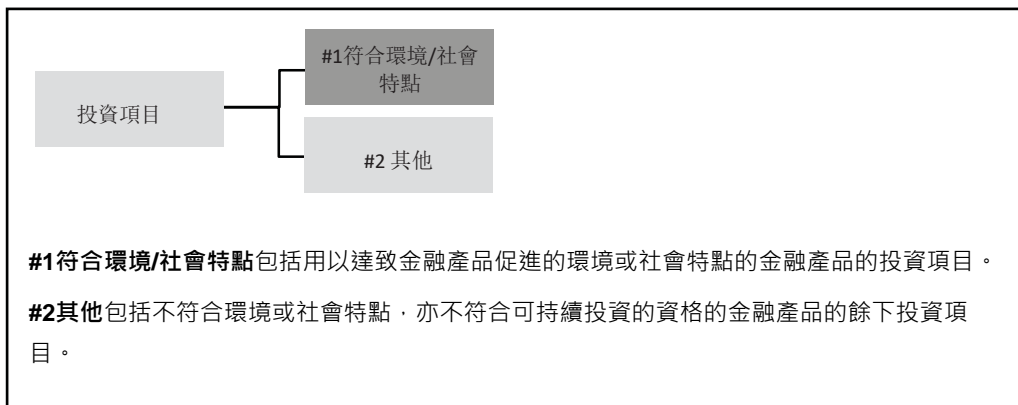 #1符合環境/社會
特點
投資項目
#2 其他
#1符合環境/社會特點包括用以達致金融產品促進的環境或社會特點的金融產品的投資項目。
#2其他包括不符合環境或社會特點，亦不符合可持續投資的資格的金融產品的餘下投資項
目。